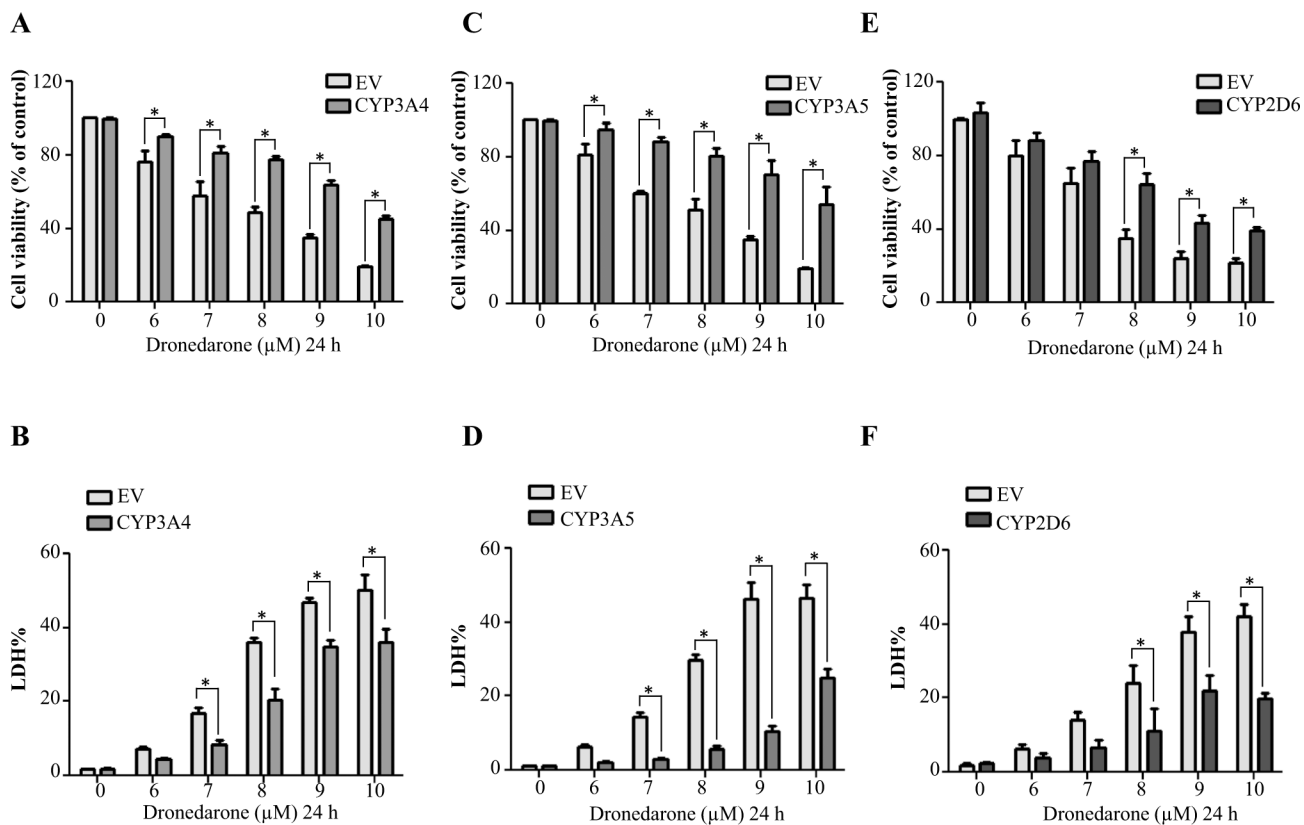 A
Cell viability (% of control)
120
80
40
0
EV
CYP3A4
* * * * *
0 6 7 8 9 10
Dronedarone (µM) 24 h
C
Cell viability (% of control)
120
80
40
0
EV
CYP3A5
* * * * *
0 6 7 8 9 10
Dronedarone (µM) 24 h
E
Cell viability (% of control)
120
80
40
0
EV
CYP2D6
* * *
0 6 7 8 9 10
Dronedarone (µM) 24 h
B
EV
CYP3A4
LDH%
60
40
20
0
* * * *
0 6 7 8 9 10
Dronedarone (µM) 24 h
D
EV
CYP3A5
LDH%
60
40
20
0
* * * *
0 6 7 8 9 10
Dronedarone (µM) 24 h
F
EV
CYP2D6
LDH%
60
40
20
0
* * *
0 6 7 8 9 10
Dronedarone (µM) 24 h